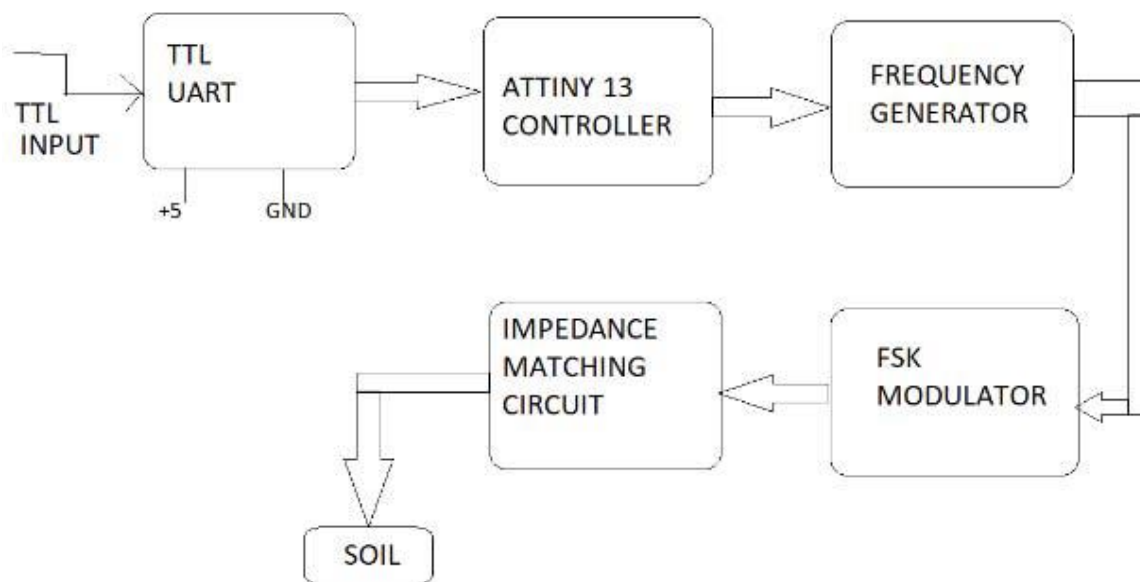 TTL
UART
TTL
INPUT
+5
GND
ATTINY 13
CONTROLLER
FREQUENCY
GENERATOR
FSK
MODULATOR
IMPEDANCE
MATCHING
CIRCUIT
SOIL